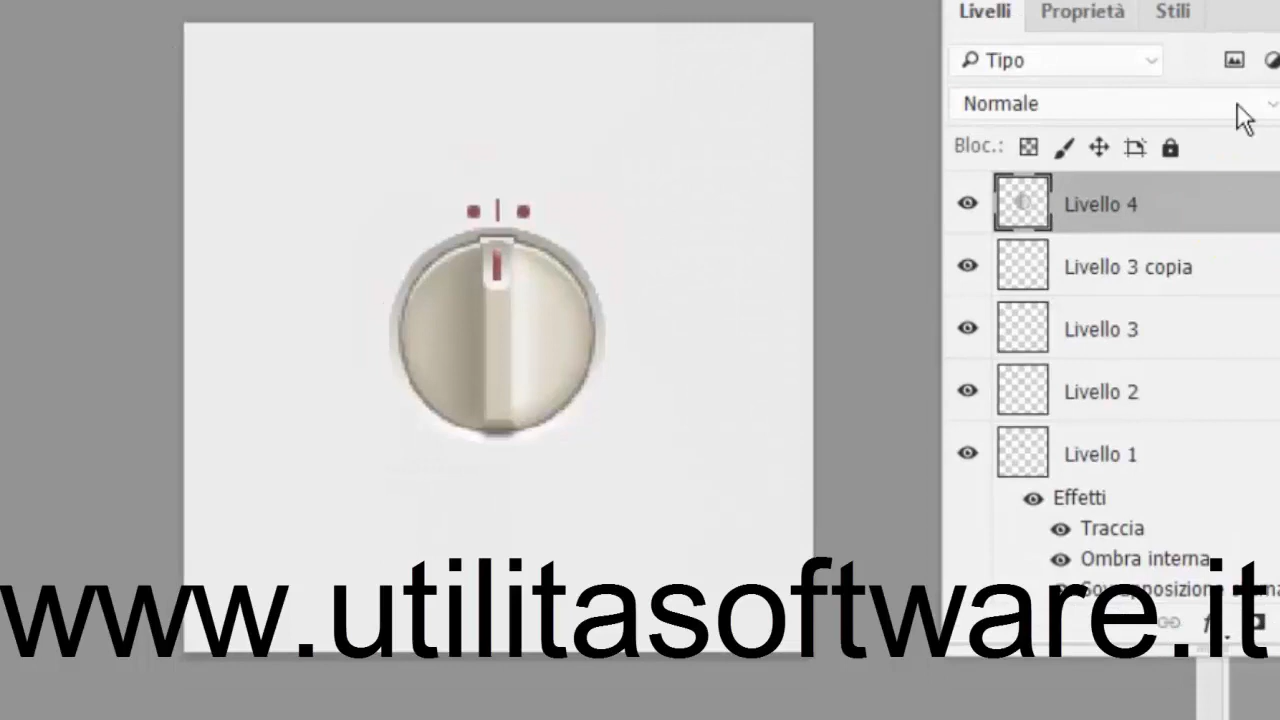 Livelli Proprietà Stili
Tipo
Normale
Bloc.:
Livello 4
Livello 3 copia
Livello 3
Livello 2
Livello 1
Effetti
Traccia
Ombra interna
www.utilitasoftware.it